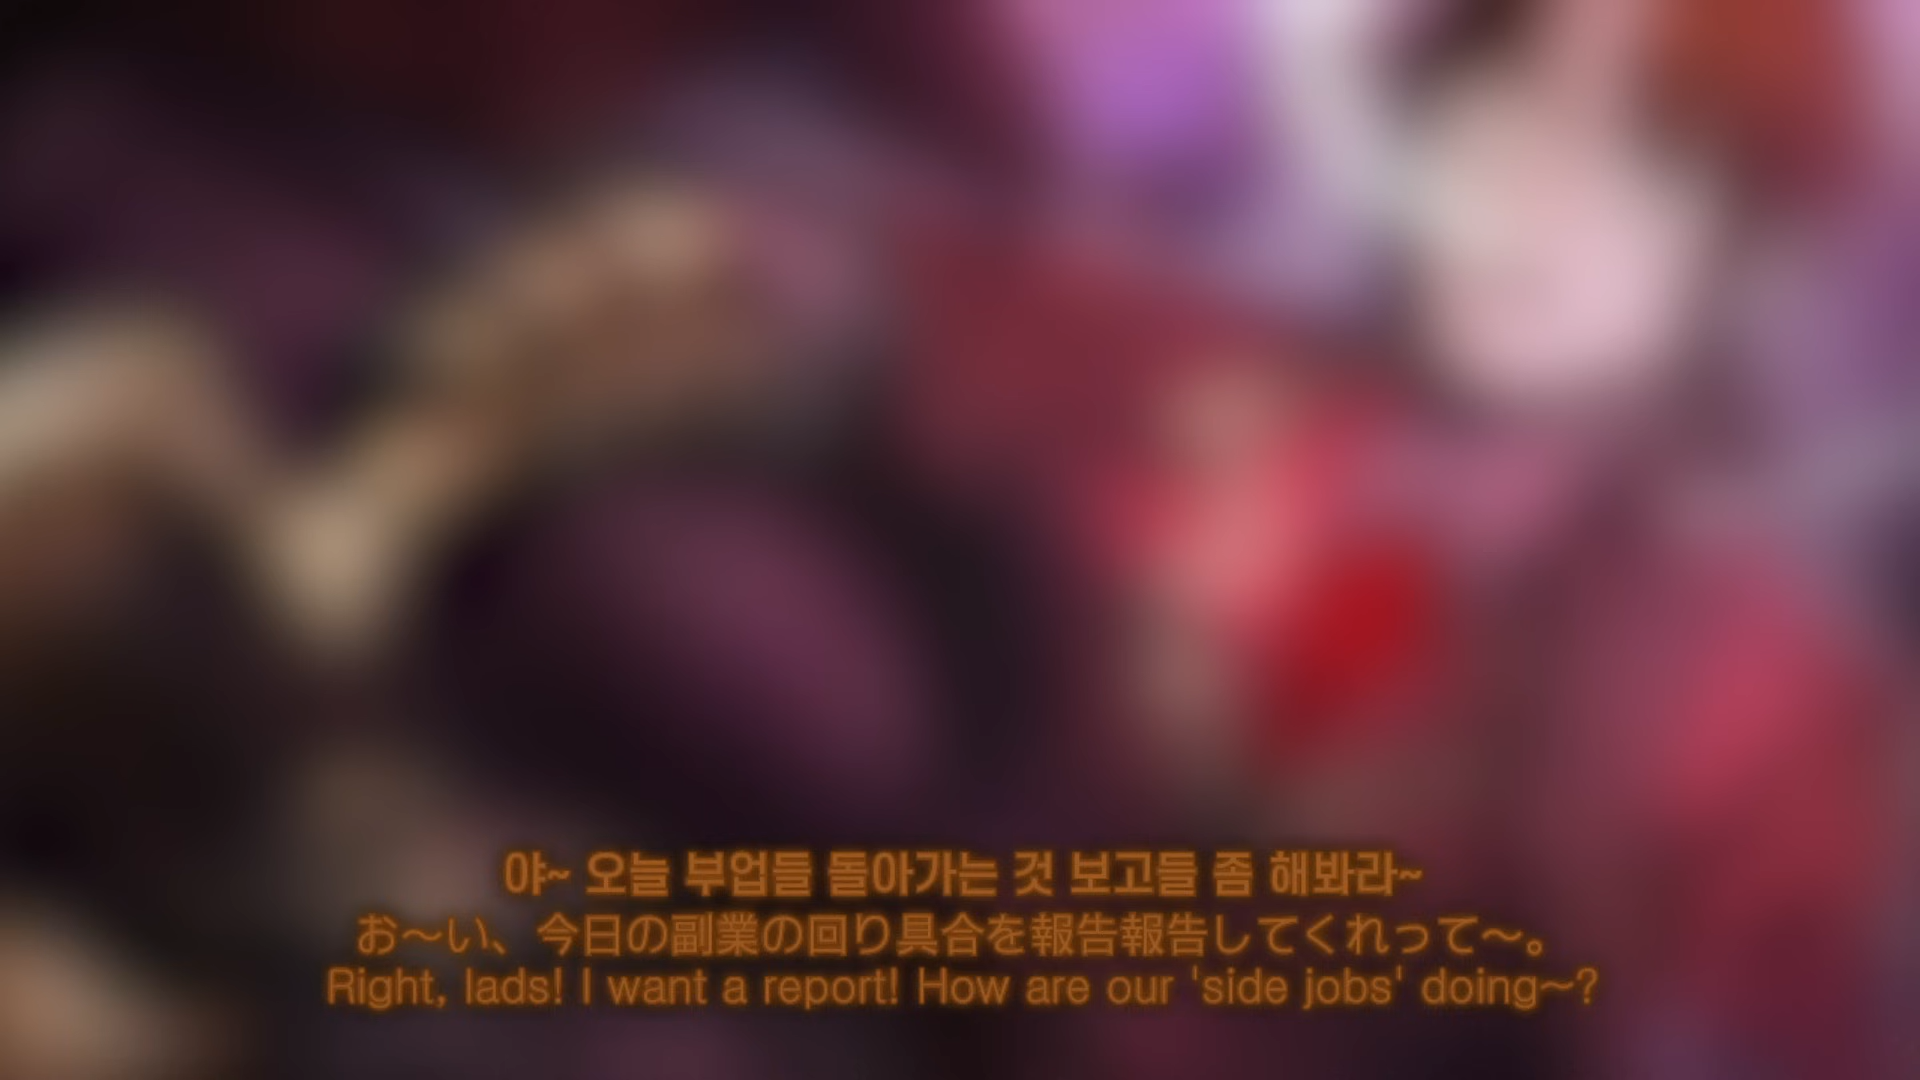 야~ 오늘 부업들 돌아가는 것 보고들 좀 해봐라~
お～い、今日の副業の回り具合を報告報告してくれって～。
Right, lads! I want a report! How are our 'side jobs' doing~?